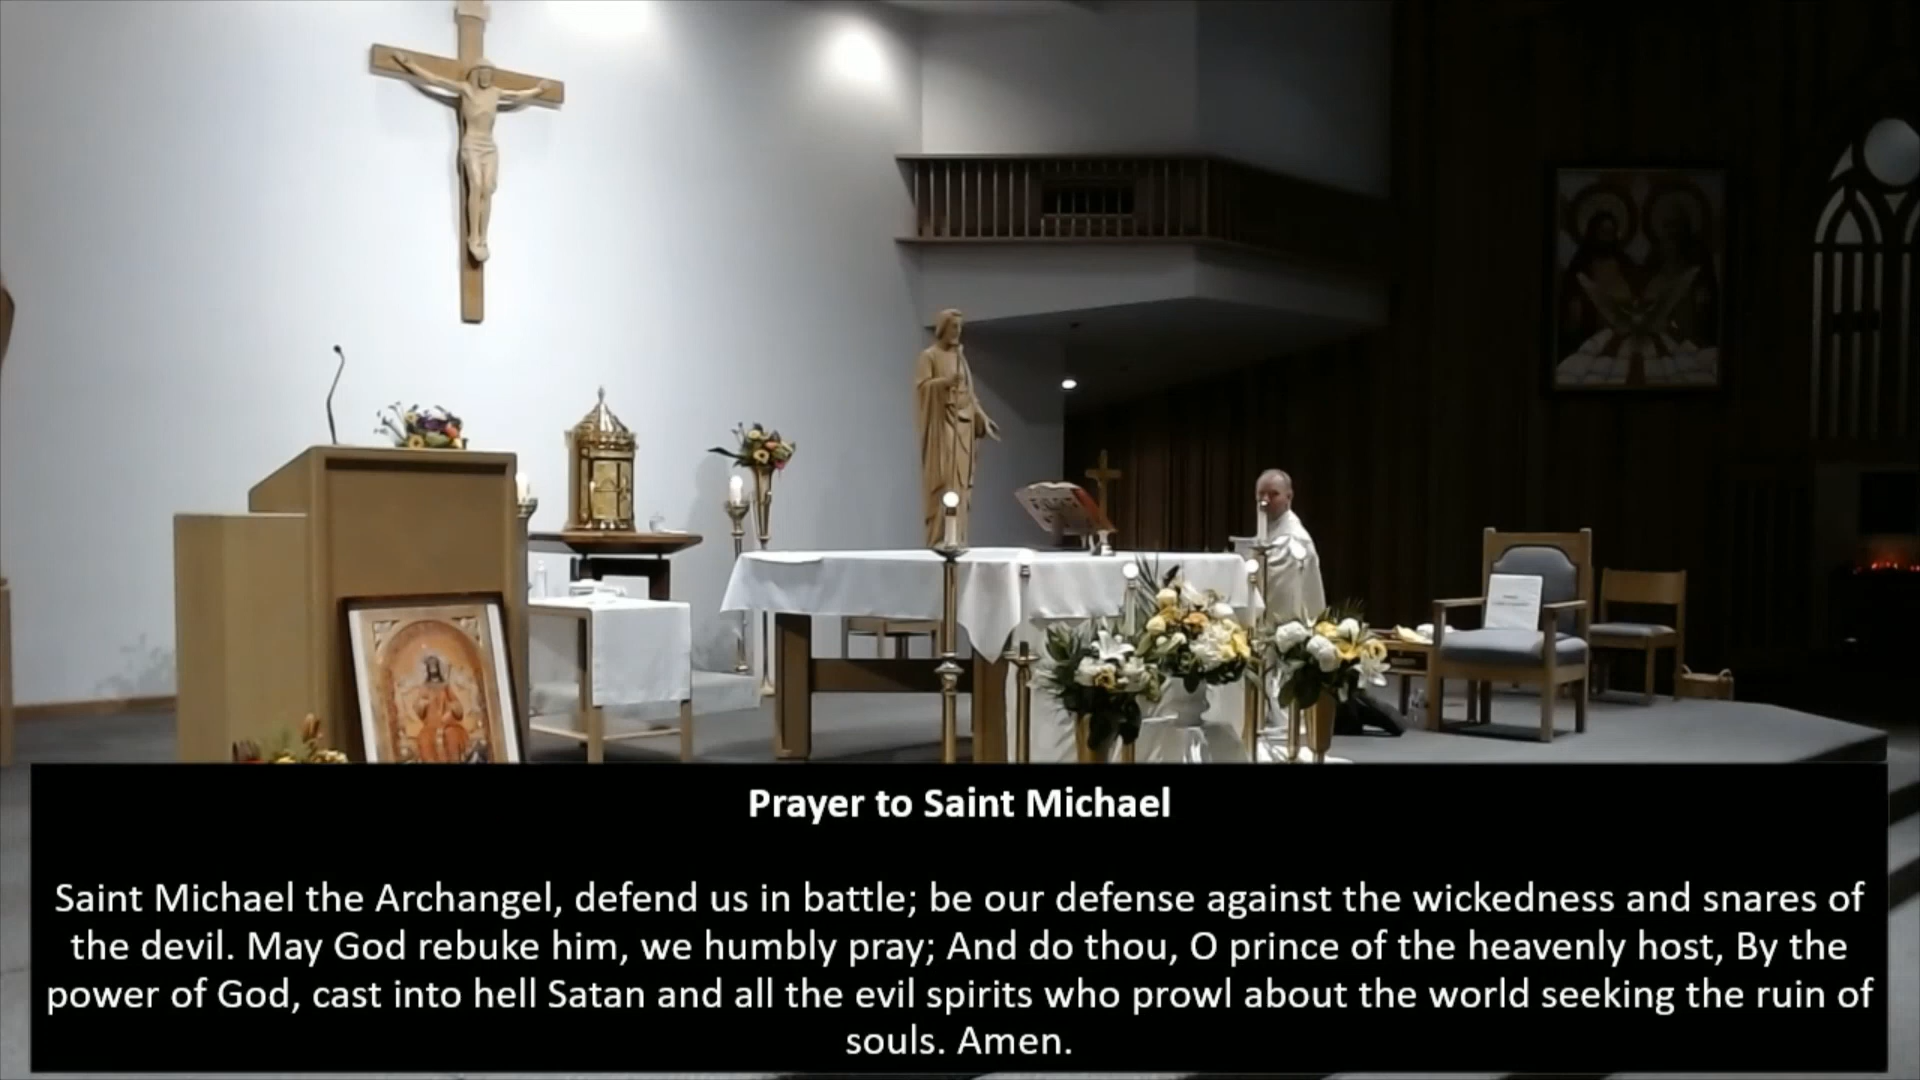 Prayer to Saint Michael
Saint Michael the Archangel, defend us in battle; be our defense against the wickedness and snares of
the devil. May God rebuke him, we humbly pray; And do thou, O prince of the heavenly host, By the
power of God, cast into hell Satan and all the evil spirits who prowl about the world seeking the ruin of
souls. Amen.